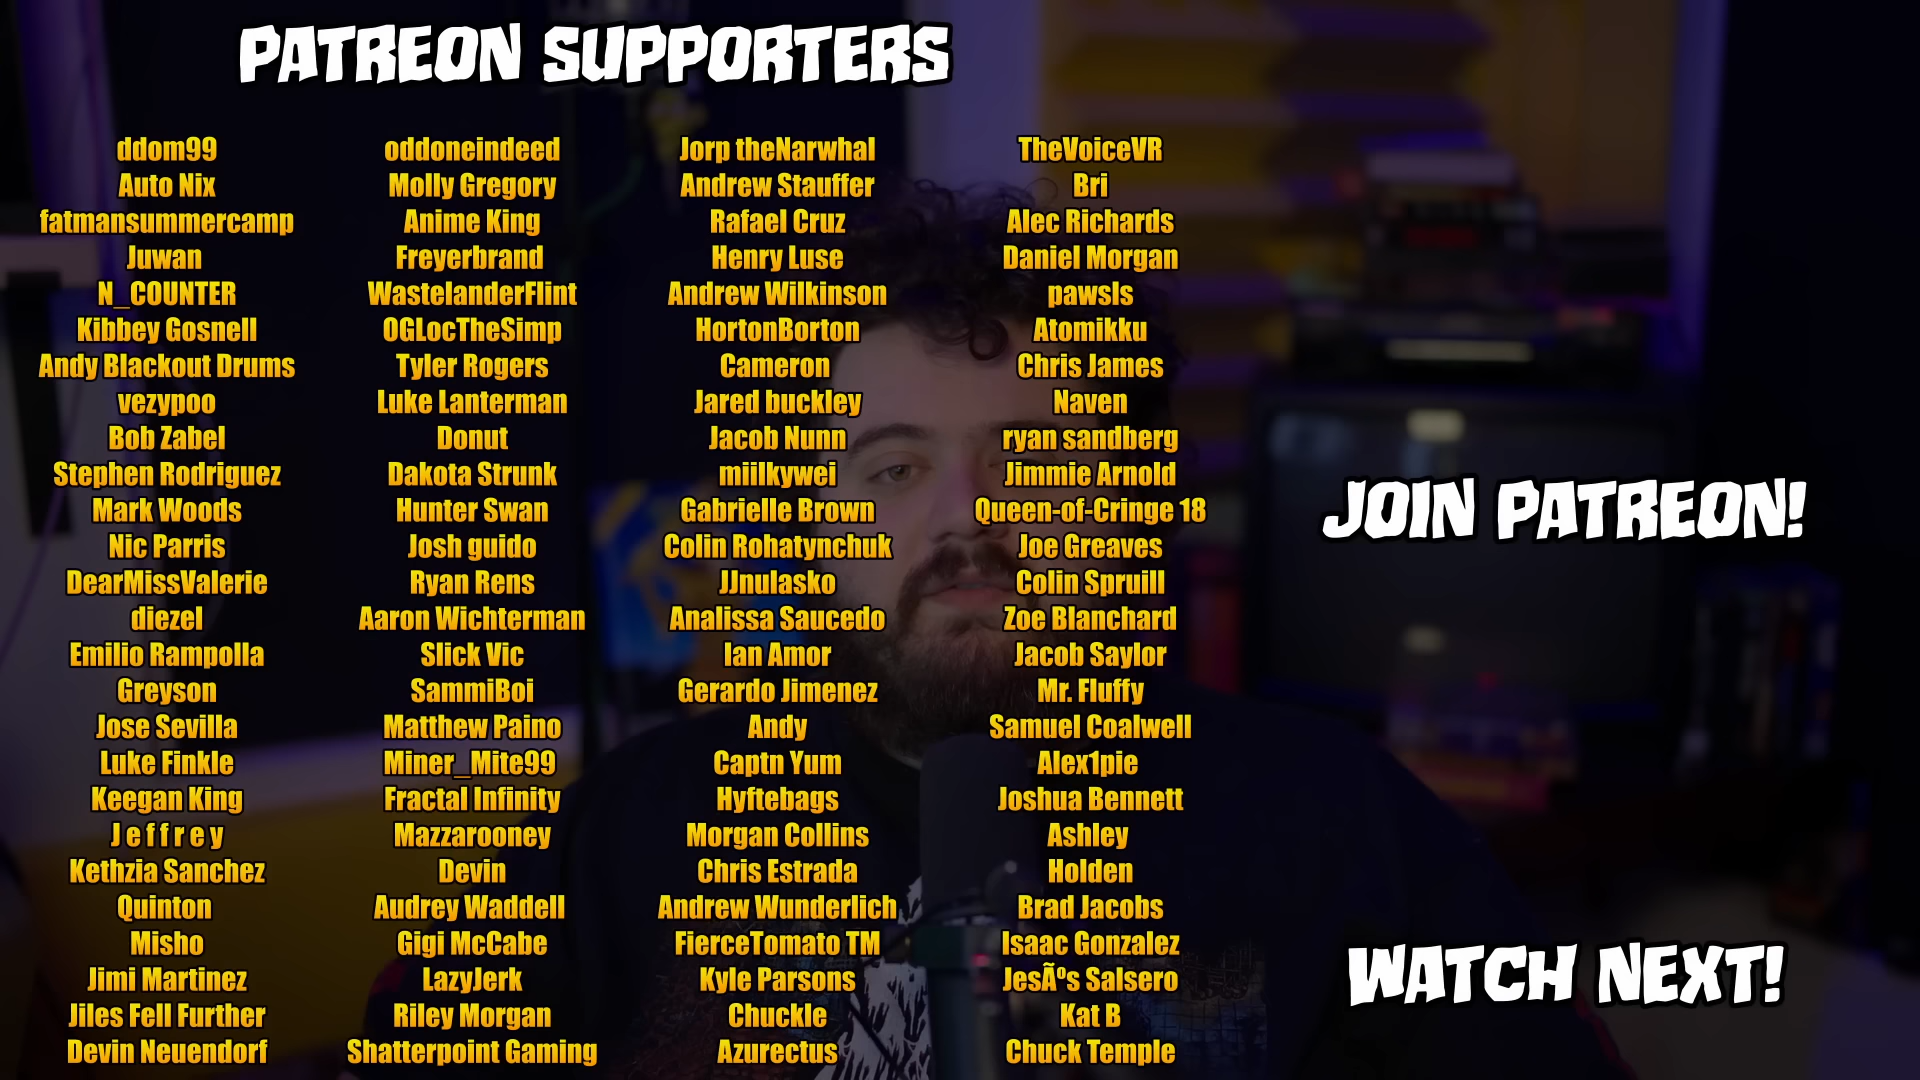 PATREON SUPPORTERS
ddom99
Auto Nix
fatmansummercamp
Juwan
N_COUNTER
Kibbey Gosnell
Andy Blackout Drums
vezypoo
Bob Zabel
Stephen Rodriguez
Mark Woods
Nic Parris
DearMissValerie
diezel
Emilio Rampolla
Greyson
Jose Sevilla
Luke Finkle
Keegan King
J e f f r e y
Kethzia Sanchez
Quinton
Misho
Jimi Martinez
Jiles Fell Further
Devin Neuendorf
oddoneindeed
Molly Gregory
Anime King
Freyerbrand
WastelanderFlint
OGLocTheSimp
Tyler Rogers
Luke Lanterman
Donut
Dakota Strunk
Hunter Swan
Josh guido
Ryan Rens
Aaron Wichterman
Slick Vic
SammiBoi
Matthew Paino
Miner_Mite99
Fractal Infinity
Mazzarooney
Devin
Audrey Waddell
Gigi McCabe
LazyJerk
Riley Morgan
Shatterpoint Gaming
Jorp theNarwhal
Andrew Stauffer
Rafael Cruz
Henry Luse
Andrew Wilkinson
HortonBorton
Cameron
Jared buckley
Jacob Nunn
miilkywei
Gabrielle Brown
Colin Rohatynchuk
JJnulasko
Analissa Saucedo
Ian Amor
Gerardo Jimenez
Andy
Captn Yum
Hyftebags
Morgan Collins
Chris Estrada
Andrew Wunderlich
FierceTomato TM
Kyle Parsons
Chuckle
Azurectus
TheVoiceVR
Bri
Alec Richards
Daniel Morgan
pawsls
Atomikku
Chris James
Naven
ryan sandberg
Jimmie Arnold
Queen-of-Cringe 18
Joe Greaves
Colin Spruill
Zoe Blanchard
Jacob Saylor
Mr. Fluffy
Samuel Coalwell
Alex1pie
Joshua Bennett
Ashley
Holden
Brad Jacobs
Isaac Gonzalez
JesÃºs Salsero
Kat B
Chuck Temple
JOIN PATREON!
WATCH NEXT!